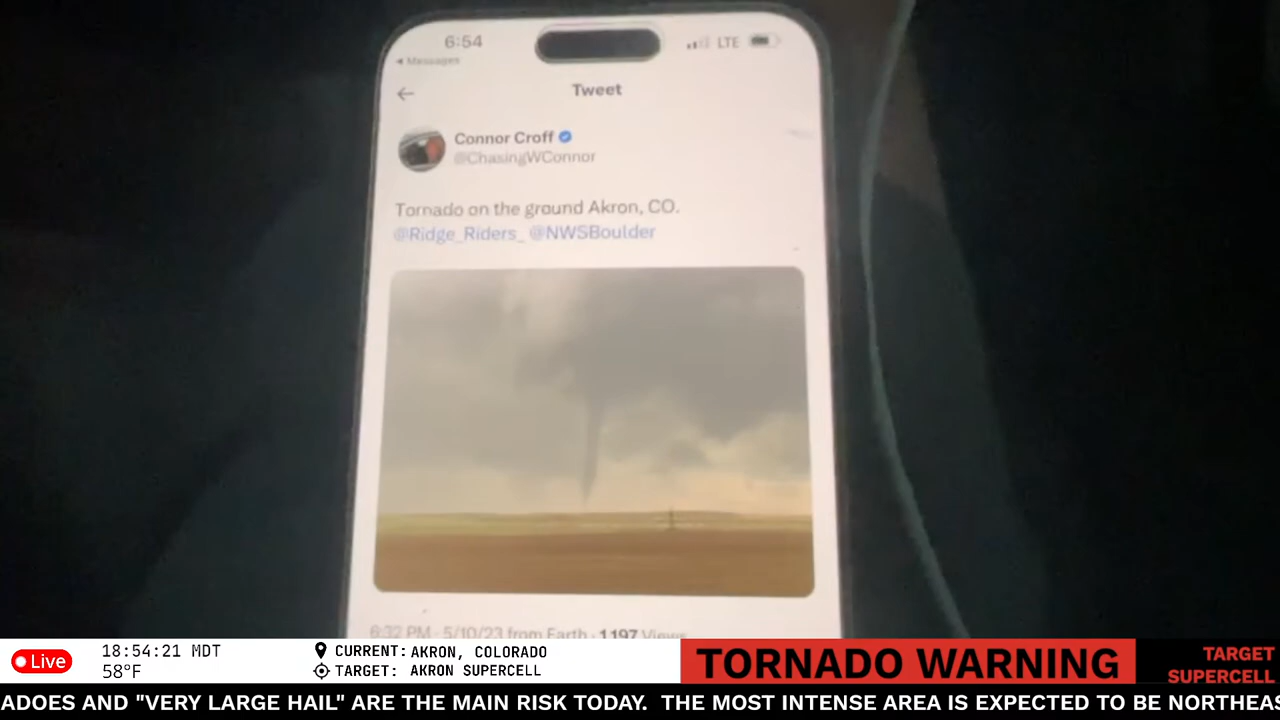 6:54
LTE
Messages
Tweet
Connor Croff
@ChasingWConnor
Tornado on the ground Akron, CO.
@Ridge_Riders_ @NWSBoulder
6:32 PM · 5/10/23 from Earth · 1,197 Views
Live
18:54:21 MDT
58°F
CURRENT: AKRON, COLORADO
TARGET: AKRON SUPERCELL
TORNADO WARNING
TARGET
SUPERCELL
ADOES AND "VERY LARGE HAIL" ARE THE MAIN RISK TODAY. THE MOST INTENSE AREA IS EXPECTED TO BE NORTHEAS